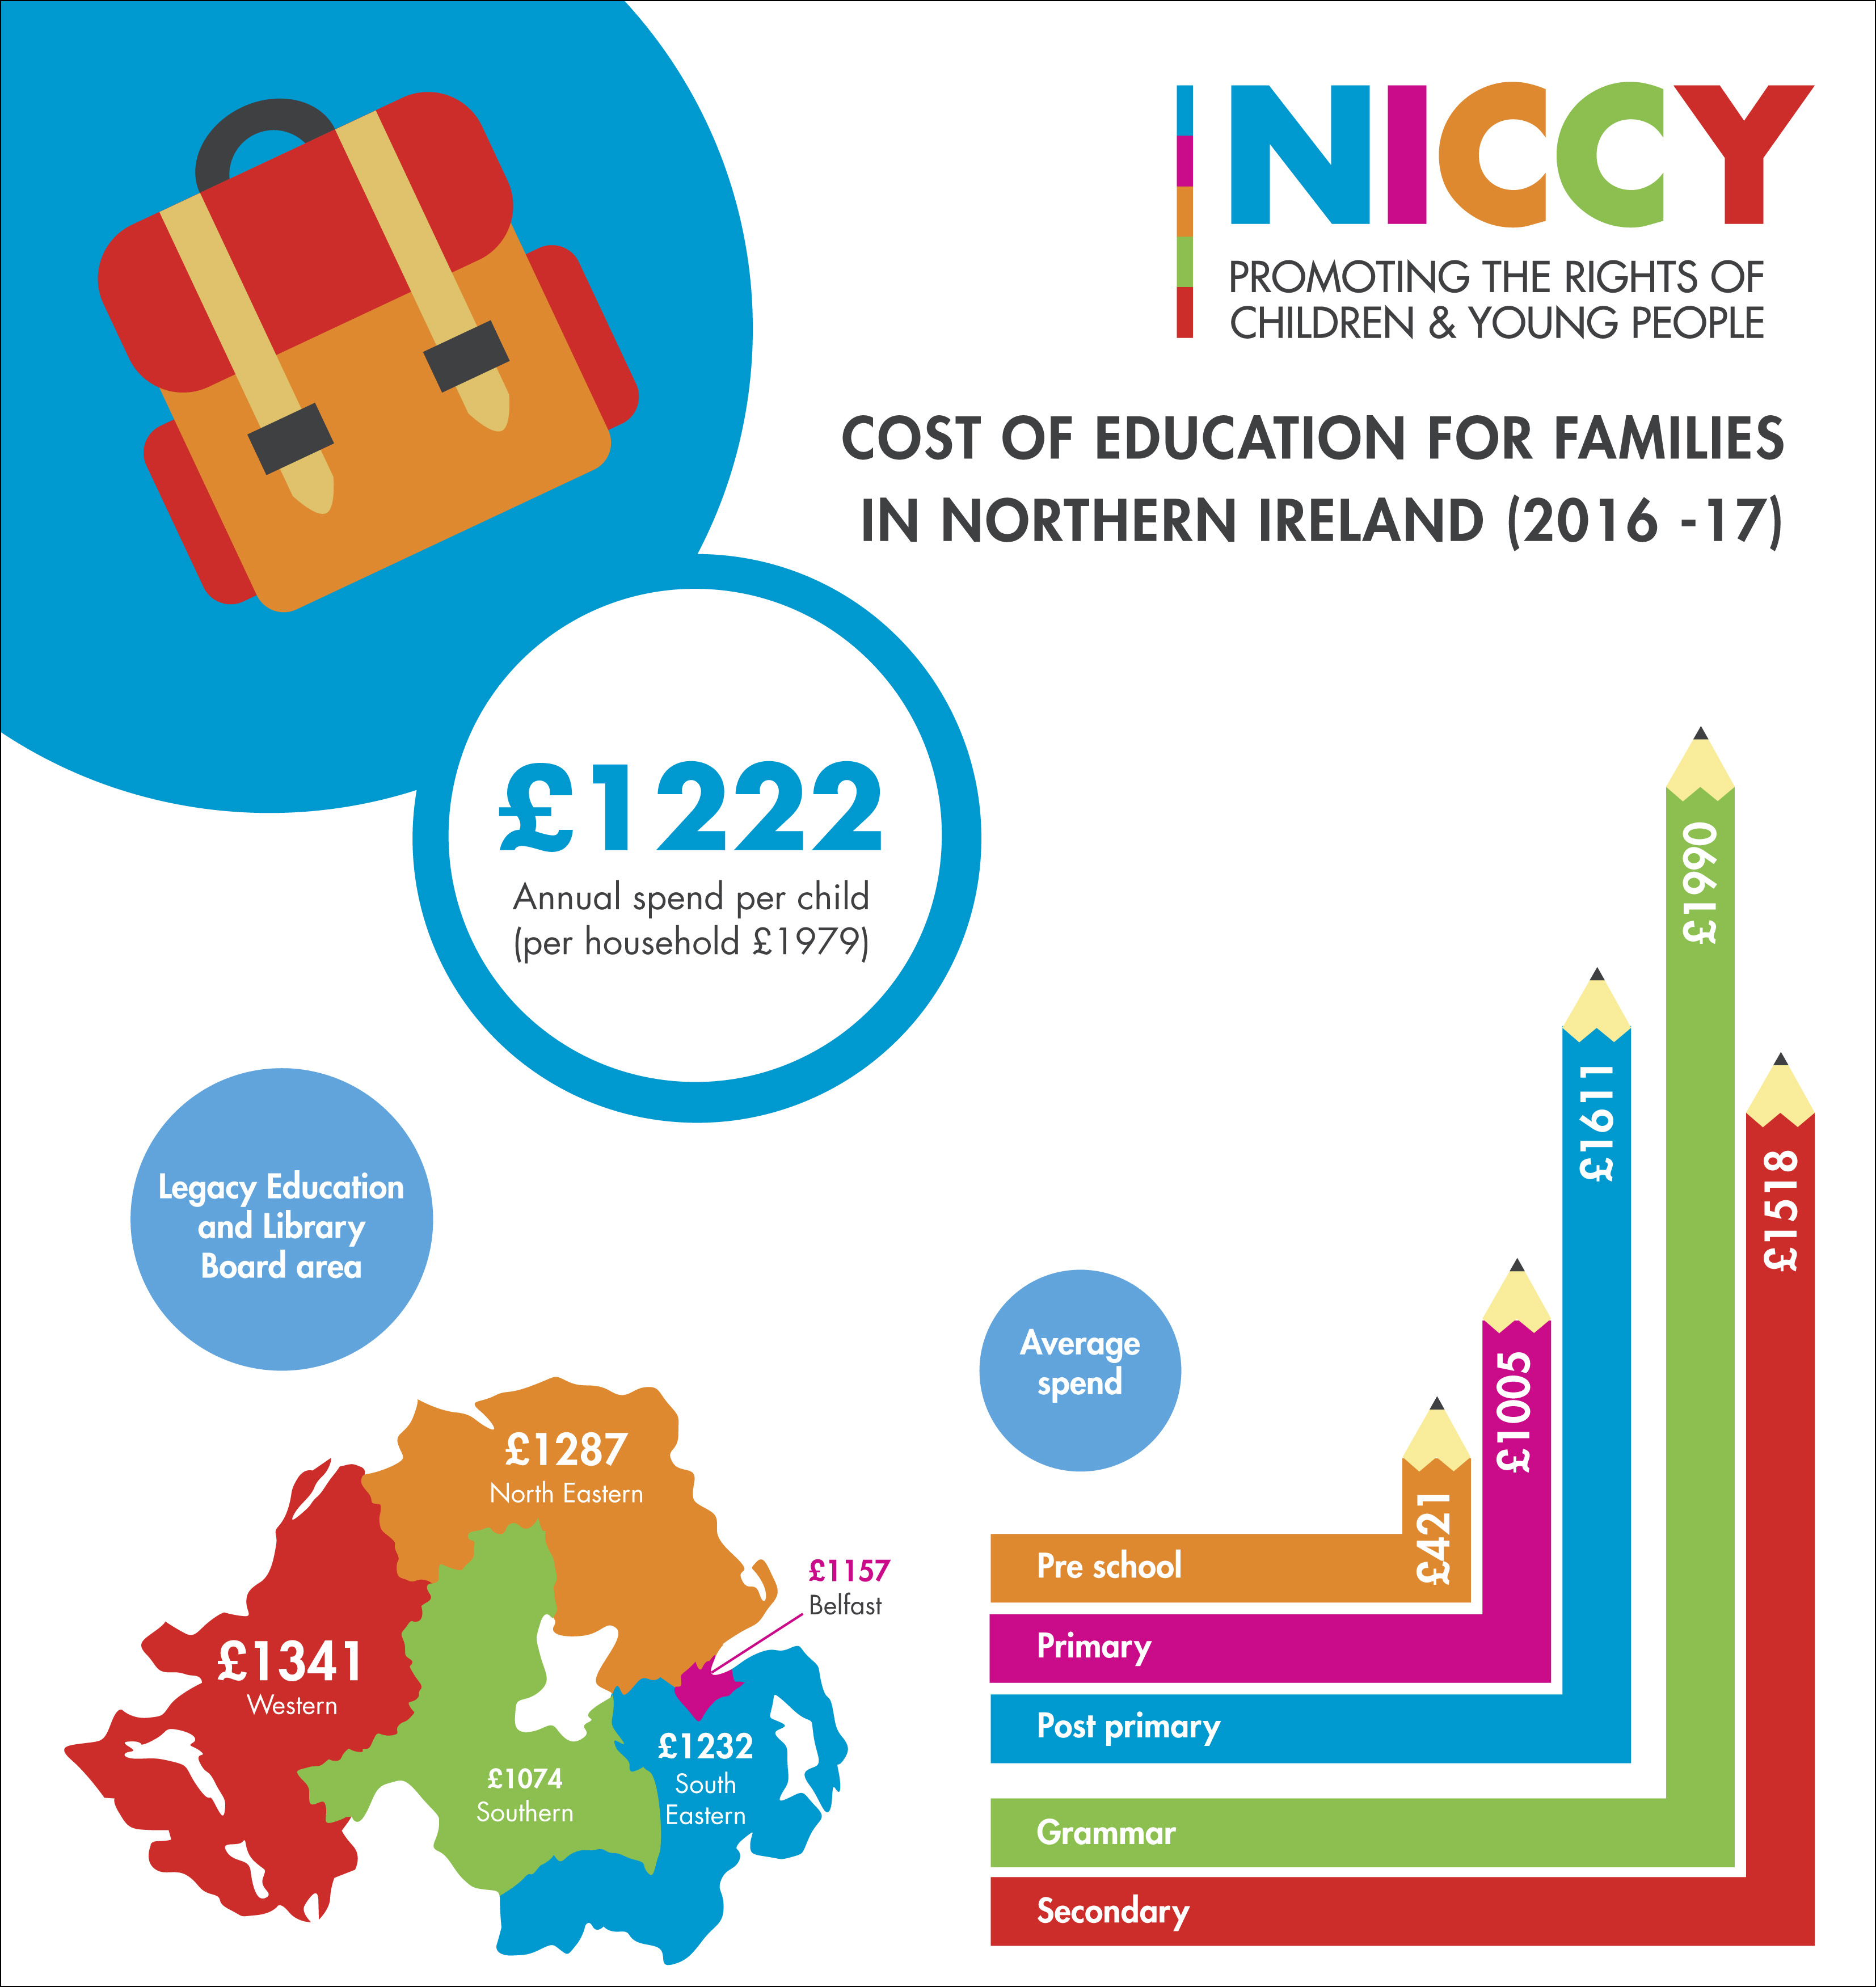 NICCY
PROMOTING THE RIGHTS OF
CHILDREN & YOUNG PEOPLE
COST OF EDUCATION FOR FAMILIES
IN NORTHERN IRELAND (2016 -17)
£1222
Annual spend per child
(per household £1979)
Legacy Education
and Library
Board area
£1287
North Eastern
£1157
Belfast
£1341
Western
£1232
South
Eastern
£1074
Southern
Average
spend
£421
£1005
£1611
£1990
£1518
Pre school
Primary
Post primary
Grammar
Secondary